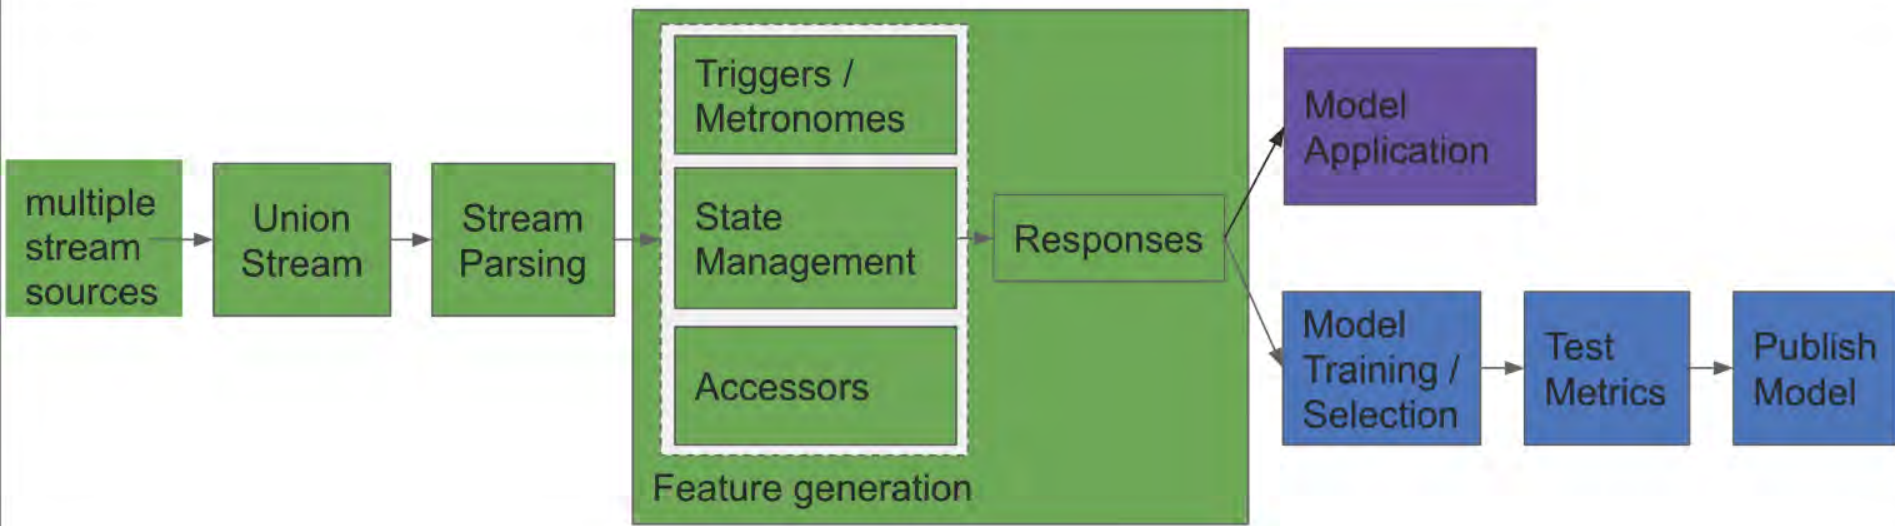 multiple
stream
sources
Union
Stream
Stream
Parsing
Triggers /
Metronomes
State
Management
Accessors
Feature generation
Responses
Model
Application
Model
Training /
Selection
Test
Metrics
Publish
Model